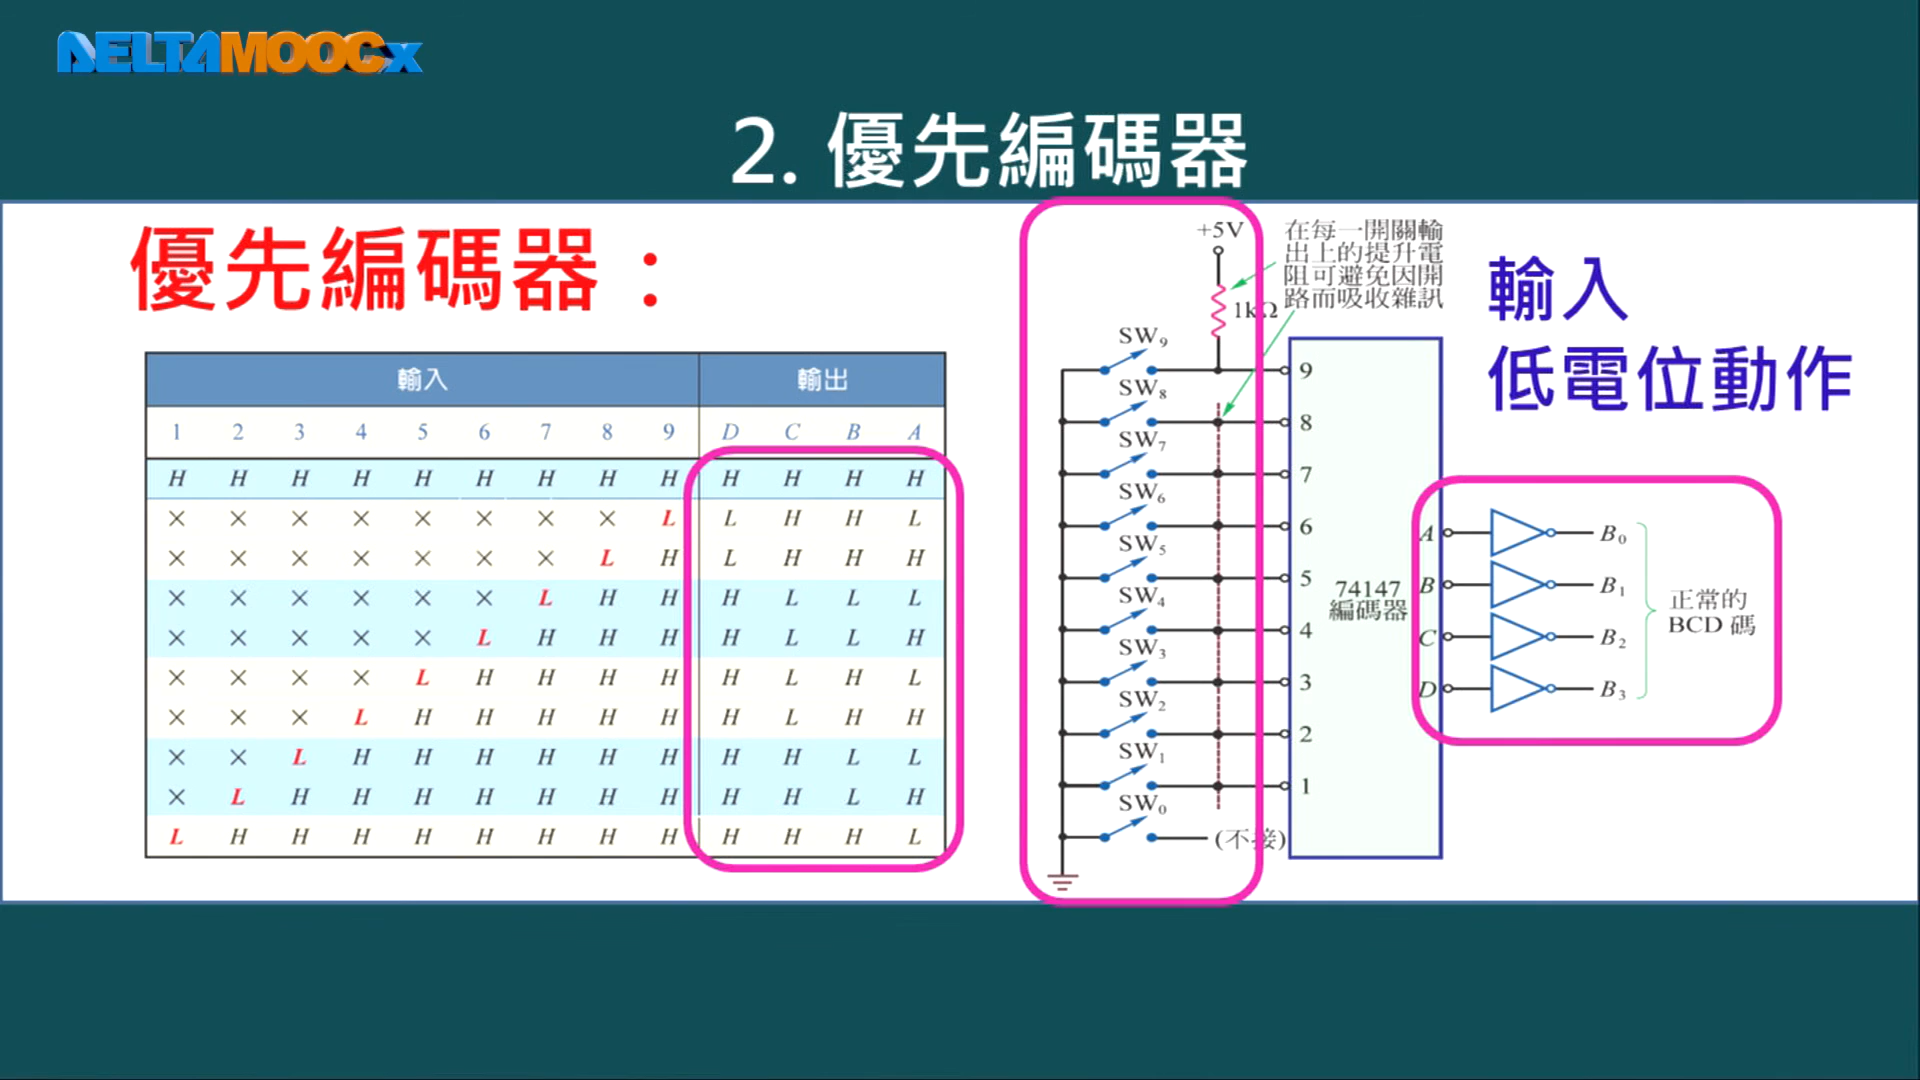 DELTAMOOCx
2. 優先編碼器
優先編碼器：
輸入 輸出
1 2 3 4 5 6 7 8 9 D C B A
H H H H H H H H H H H H H
× × × × × × × × L L H H L
× × × × × × × L H L H H H
× × × × × × L H H H L L L
× × × × × L H H H H L L H
× × × × L H H H H H L H L
× × × L H H H H H H L H H
× × L H H H H H H H H L L
× L H H H H H H H H H L H
L H H H H H H H H H H H L
+5V
1kΩ
在每一開關輸
出上的提升電
阻可避免因開
路而吸收雜訊
SW₉ 9
SW₈ 8
SW₇ 7
SW₆ 6
SW₅ 5
SW₄ 4
SW₃ 3
SW₂ 2
SW₁ 1
SW₀ (不接)
74147
編碼器
A B₀
B B₁
C B₂
D B₃
正常的
BCD 碼
輸入
低電位動作